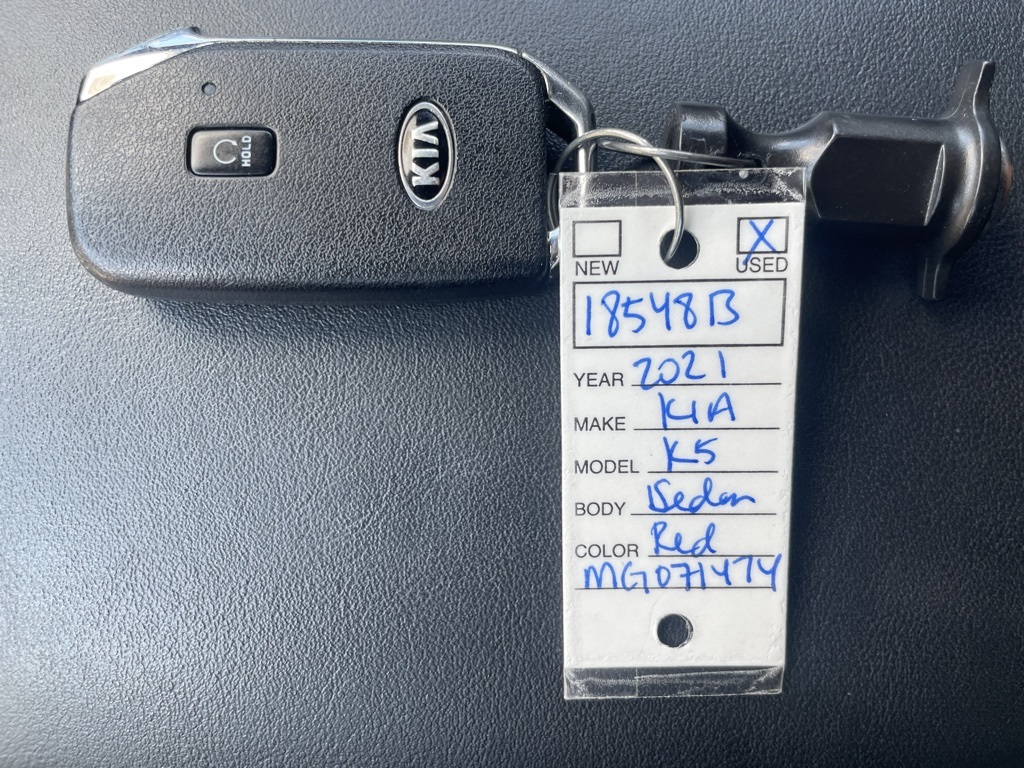 HOLD
KIA
NEW
X
USED
18548B
YEAR 2021
MAKE KIA
MODEL K5
BODY Sedan
COLOR Red
MG071474